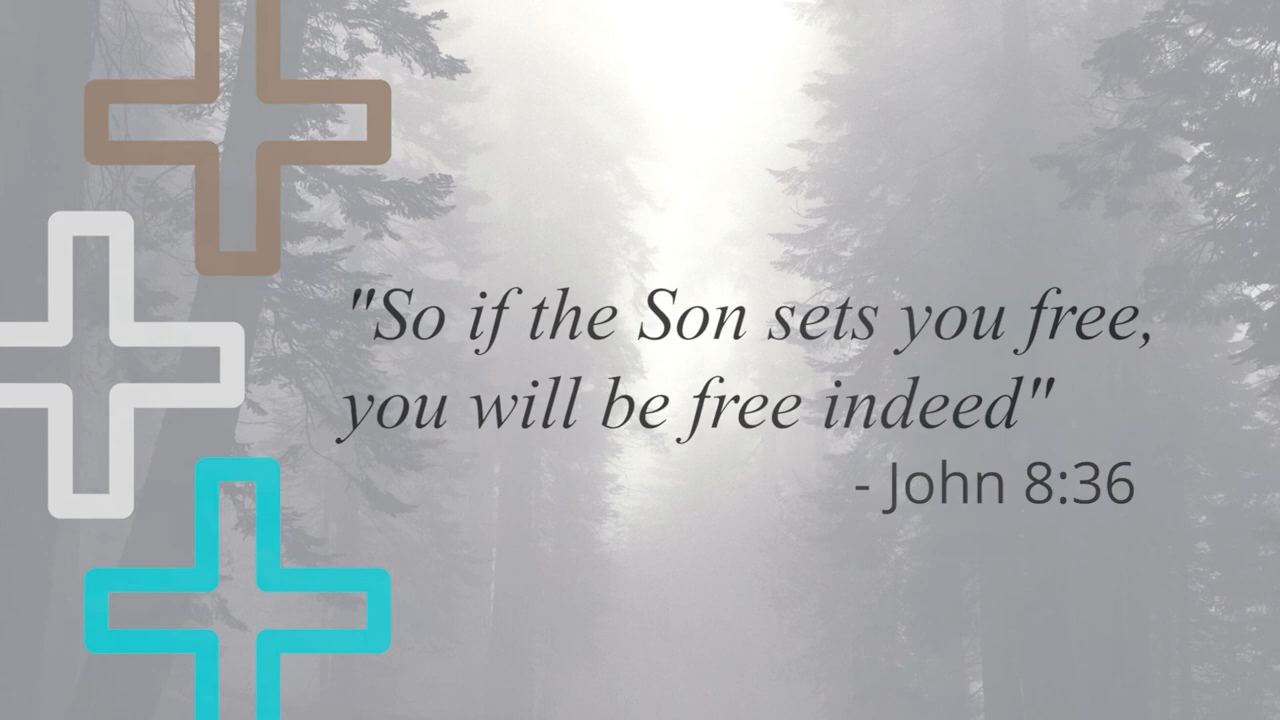 "So if the Son sets you free,
you will be free indeed"
- John 8:36